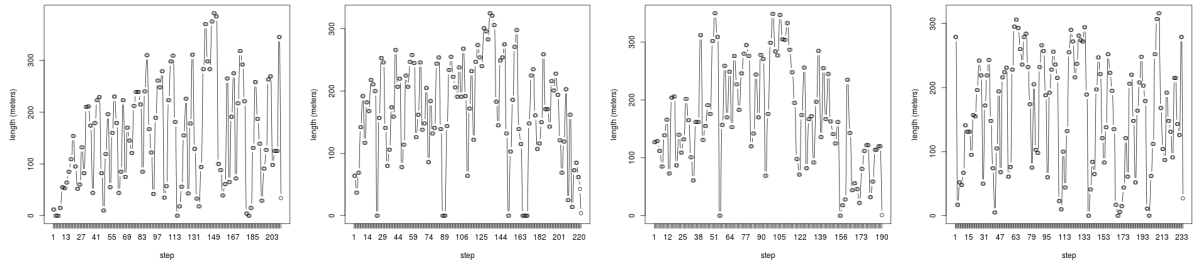 length (meters)
0 100 200 300
1 13 27 41 55 69 83 97 113 131 149 167 185 203
step
length (meters)
0 100 200 300
1 14 29 44 59 74 89 106 125 144 162 182 200 220
step
length (meters)
0 100 200 300
1 12 25 38 51 64 77 90 105 122 139 156 173 190
step
length (meters)
0 100 200 300
1 15 31 47 63 79 95 113 133 153 173 193 213 233
step